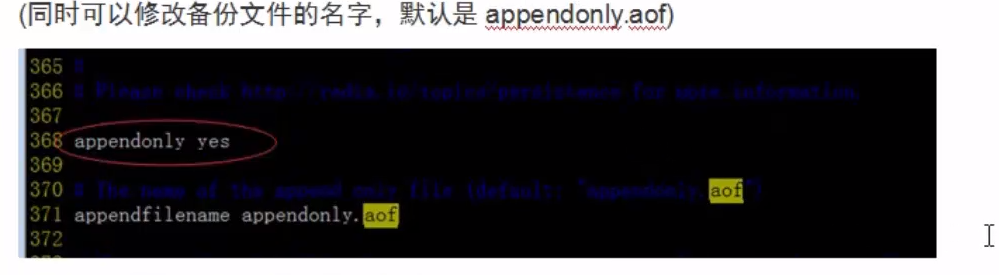 (同时可以修改备份文件的名字，默认是 appendonly.aof)
365 #
366 # Please check http://redis.io/topics/persistence for more information.
367
368 appendonly yes
369
370 # The name of the append only file (default: "appendonly.aof")
371 appendfilename appendonly.aof
372